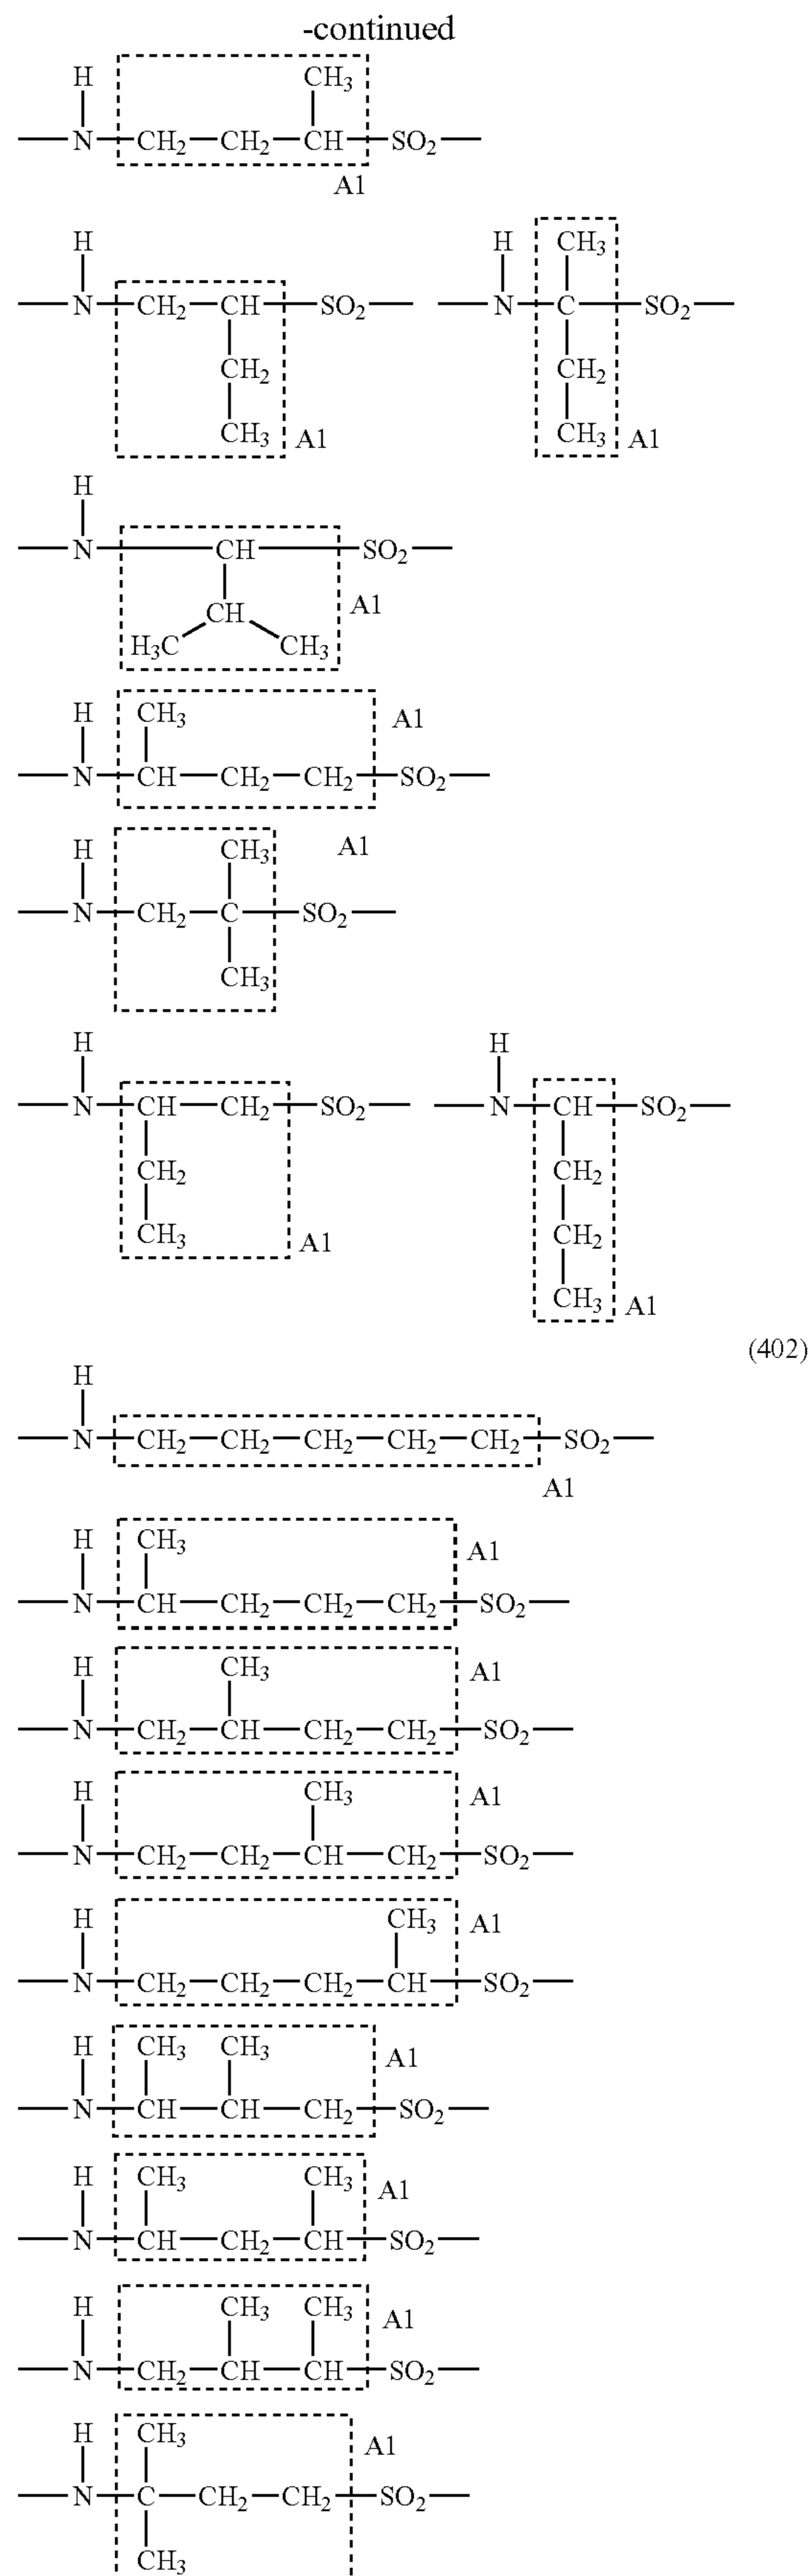 -continued
H CH₃
—N—CH₂—CH₂—CH—SO₂—
A1
H H CH₃
—N—CH₂—CH—SO₂— —N—C—SO₂—
CH₂ CH₂
CH₃ A1 CH₃ A1
H
—N—CH—SO₂—
CH A1
H₃C CH₃
H CH₃ A1
—N—CH—CH₂—CH₂—SO₂—
H CH₃ A1
—N—CH₂—C—SO₂—
CH₃
H H
—N—CH—CH₂—SO₂— —N—CH—SO₂—
CH₂ CH₂
CH₃ A1 CH₂
CH₃ A1
(402)
H
—N—CH₂—CH₂—CH₂—CH₂—CH₂—SO₂—
A1
H CH₃ A1
—N—CH—CH₂—CH₂—CH₂—SO₂—
H CH₃ A1
—N—CH₂—CH—CH₂—CH₂—SO₂—
H CH₃ A1
—N—CH₂—CH₂—CH—CH₂—SO₂—
H CH₃ A1
—N—CH₂—CH₂—CH₂—CH—SO₂—
H CH₃ CH₃ A1
—N—CH—CH—CH₂—SO₂—
H CH₃ CH₃ A1
—N—CH—CH₂—CH—SO₂—
H CH₃ CH₃ A1
—N—CH₂—CH—CH—SO₂—
H CH₃ A1
—N—C—CH₂—CH₂—SO₂—
CH₃